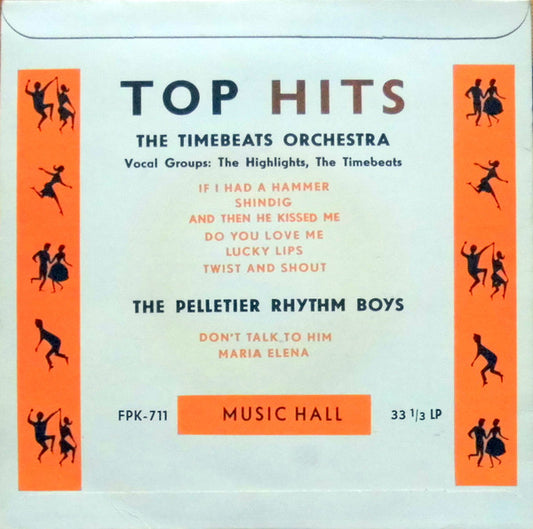 TOP HITS
THE TIMEBEATS ORCHESTRA
Vocal Groups: The Highlights, The Timebeats
IF I HAD A HAMMER
SHINDIG
AND THEN HE KISSED ME
DO YOU LOVE ME
LUCKY LIPS
TWIST AND SHOUT
THE PELLETIER RHYTHM BOYS
DON'T TALK TO HIM
MARIA ELENA
FPK-711 MUSIC HALL 33 1/3 LP